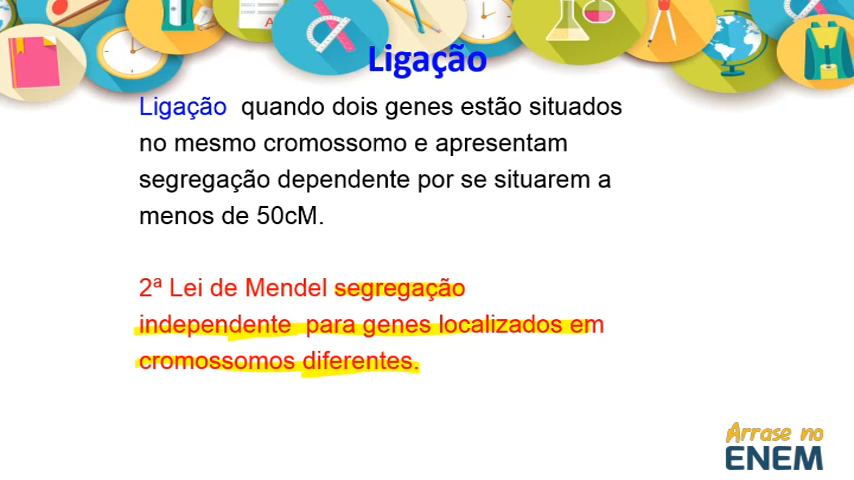 Ligação
Ligação quando dois genes estão situados
no mesmo cromossomo e apresentam
segregação dependente por se situarem a
menos de 50cM.
2ª Lei de Mendel segregação
independente para genes localizados em
cromossomos diferentes.
Arrase no
ENEM